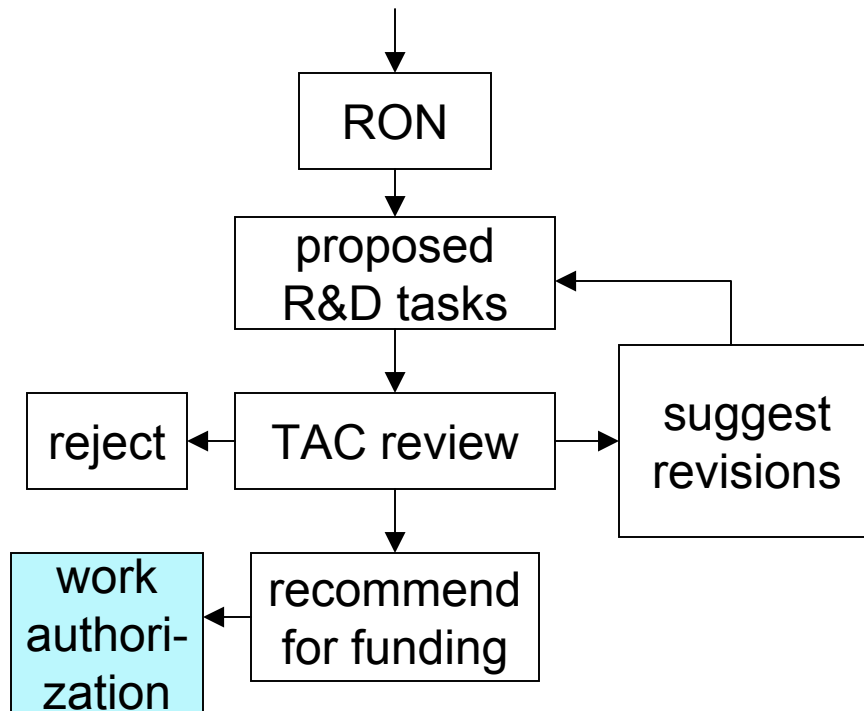 RON
proposed
R&D tasks
reject
TAC review
suggest
revisions
work
authori-
zation
recommend
for funding